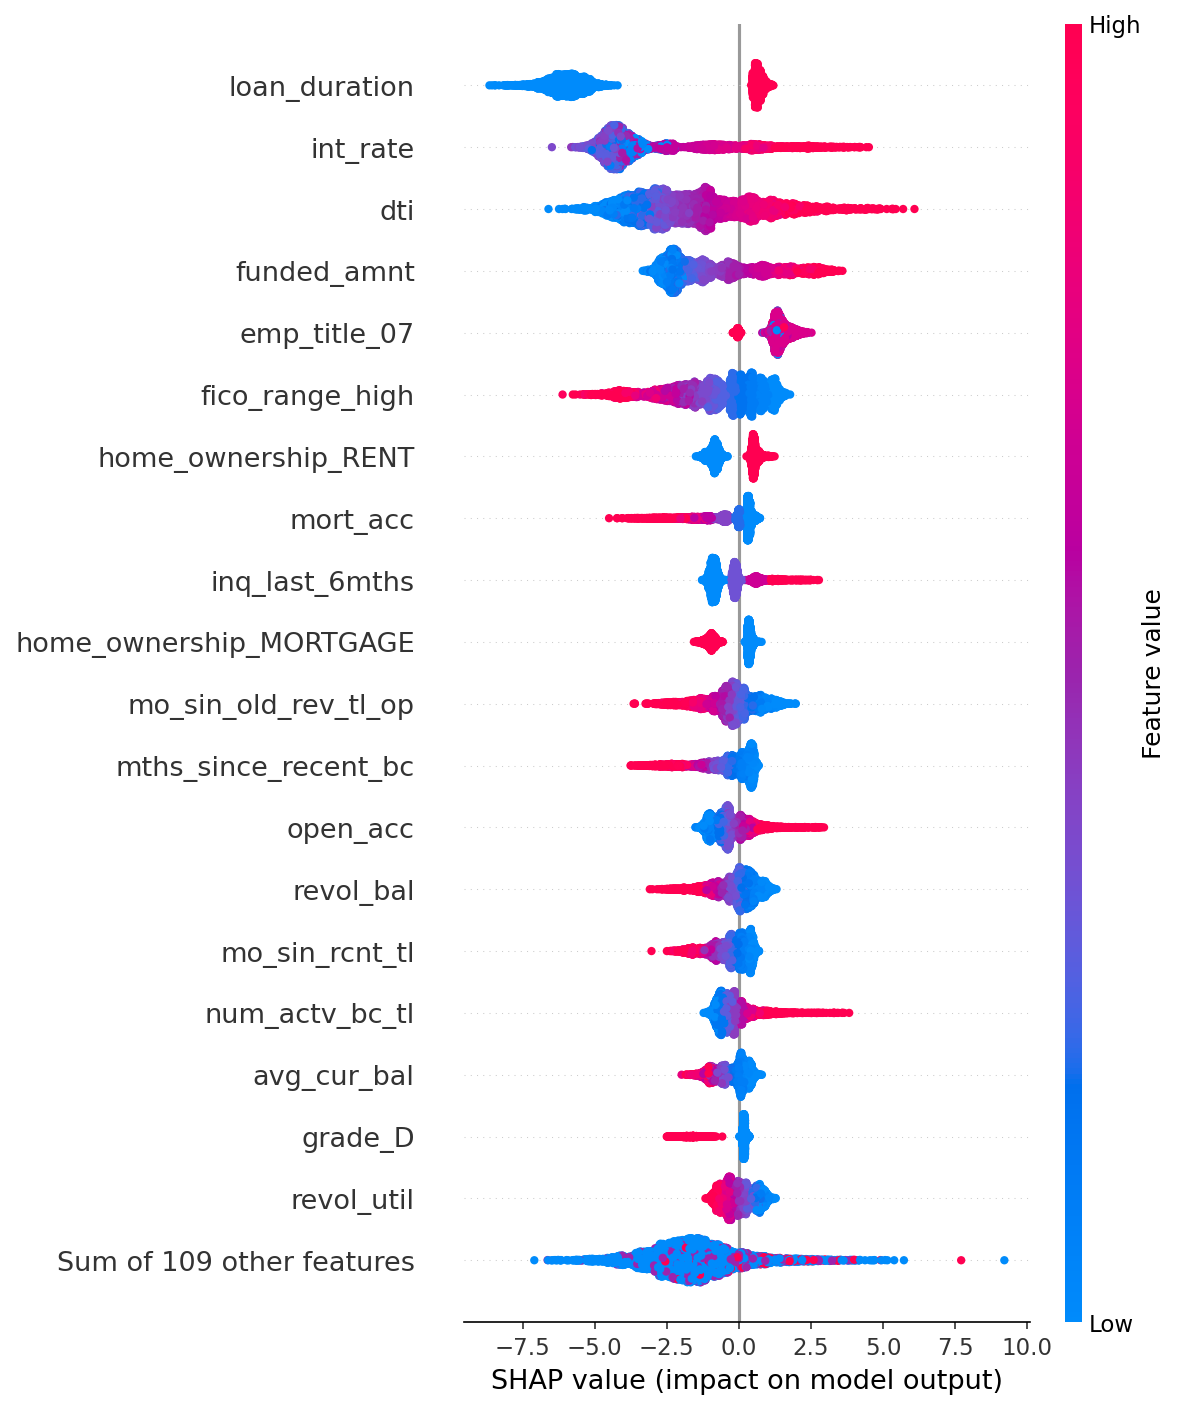 High
loan_duration
int_rate
dti
funded_amnt
emp_title_07
fico_range_high
home_ownership_RENT
mort_acc
inq_last_6mths
home_ownership_MORTGAGE
mo_sin_old_rev_tl_op
mths_since_recent_bc
open_acc
revol_bal
mo_sin_rcnt_tl
num_actv_bc_tl
avg_cur_bal
grade_D
revol_util
Sum of 109 other features
Feature value
Low
−7.5 −5.0 −2.5 0.0 2.5 5.0 7.5 10.0
SHAP value (impact on model output)